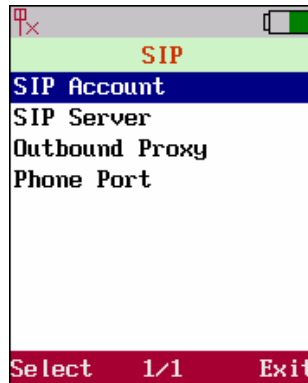 SIP
SIP Account
SIP Server
Outbound Proxy
Phone Port
Select 1/1 Exit